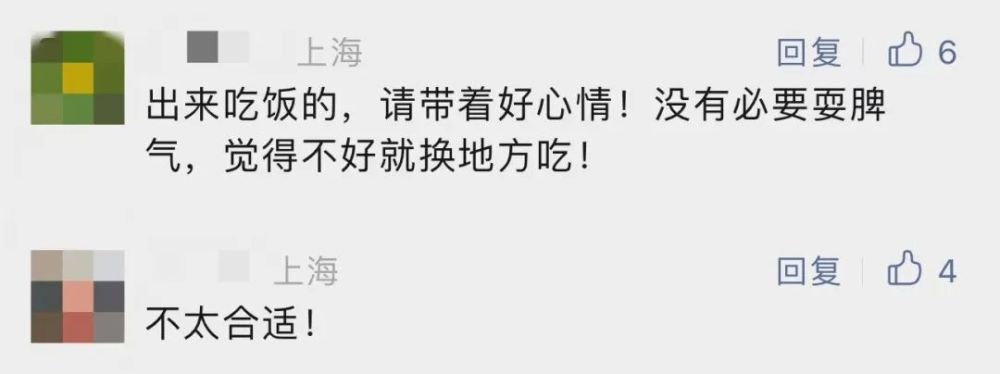 上海 回复 6
出来吃饭的，请带着好心情！没有必要耍脾
气，觉得不好就换地方吃！
上海 回复 4
不太合适！